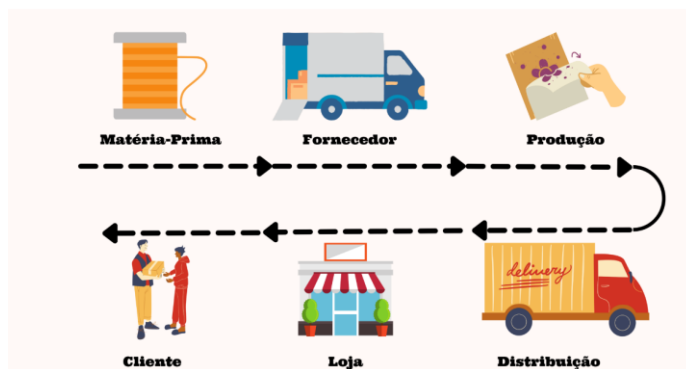 Matéria-Prima
Fornecedor
Produção
delivery
Cliente
Loja
Distribuição